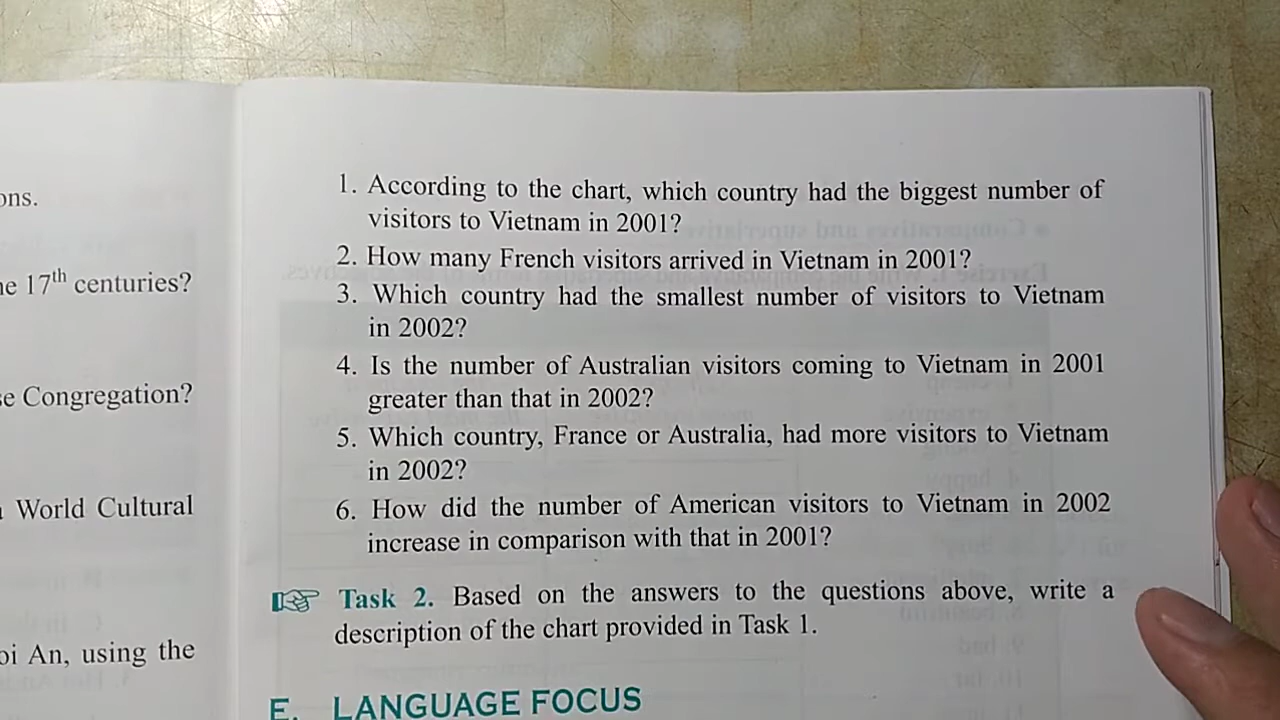 ons.
he 17th centuries?
se Congregation?
World Cultural
oi An, using the
1. According to the chart, which country had the biggest number of
visitors to Vietnam in 2001?
2. How many French visitors arrived in Vietnam in 2001?
3. Which country had the smallest number of visitors to Vietnam
in 2002?
4. Is the number of Australian visitors coming to Vietnam in 2001
greater than that in 2002?
5. Which country, France or Australia, had more visitors to Vietnam
in 2002?
6. How did the number of American visitors to Vietnam in 2002
increase in comparison with that in 2001?
Task 2. Based on the answers to the questions above, write a
description of the chart provided in Task 1.
E. LANGUAGE FOCUS